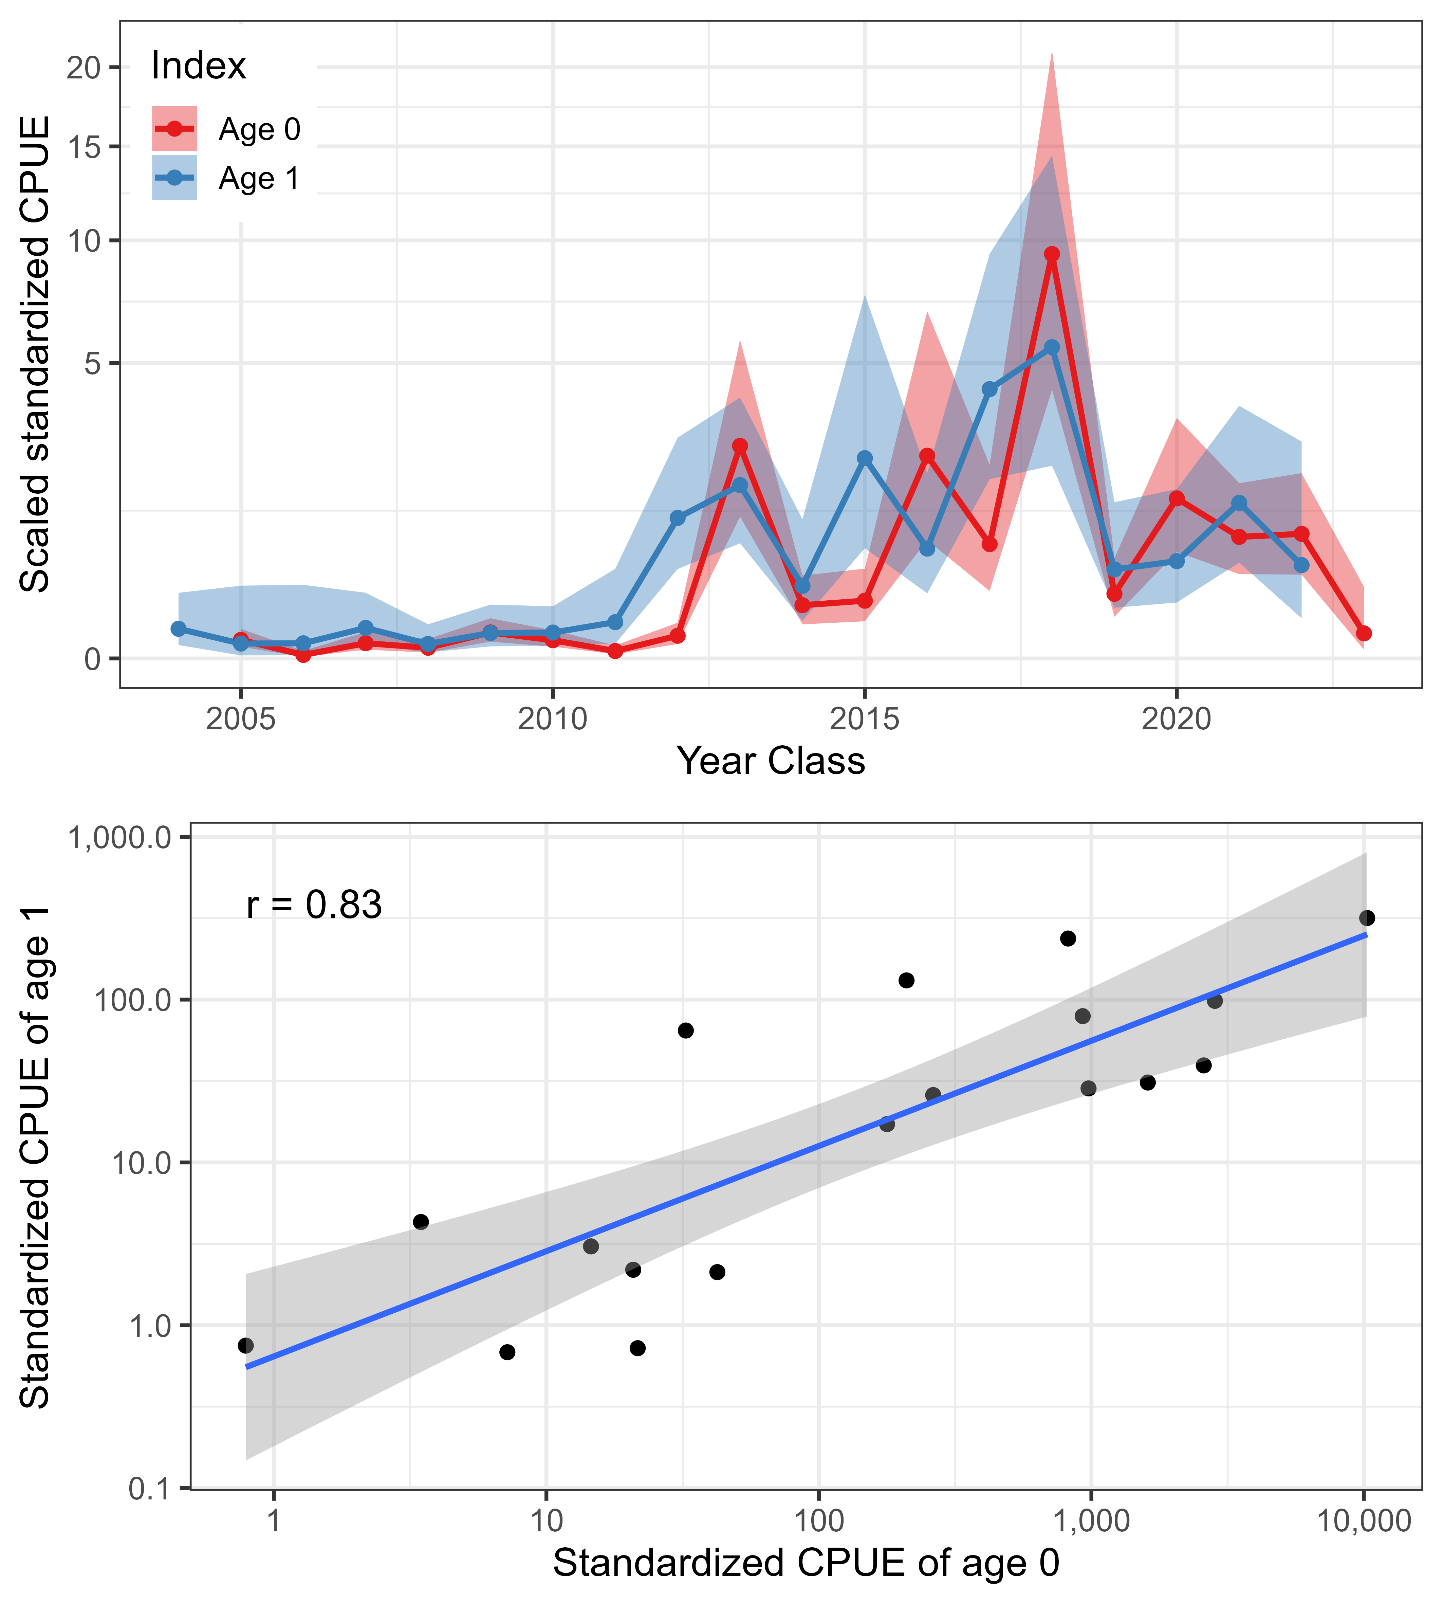 Index
Age 0
Age 1
Scaled standardized CPUE
20
15
10
5
0
2005
2010
2015
2020
Year Class
r = 0.83
Standardized CPUE of age 1
1,000.0
100.0
10.0
1.0
0.1
1
10
100
1,000
10,000
Standardized CPUE of age 0